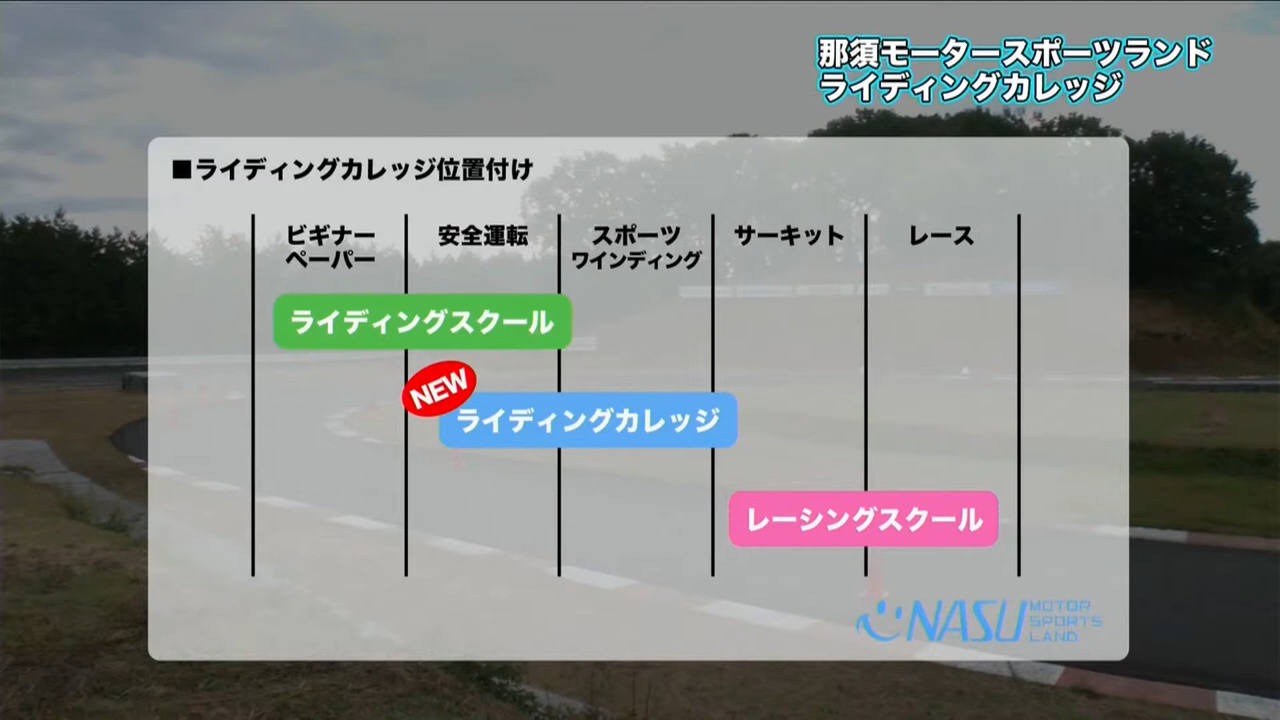 那須モータースポーツランド
ライディングカレッジ
■ライディングカレッジ位置付け
ビギナー
ペーパー
安全運転
スポーツ
ワインディング
サーキット
レース
ライディングスクール
NEW
ライディングカレッジ
レーシングスクール
NASU
MOTOR
SPORTS
LAND